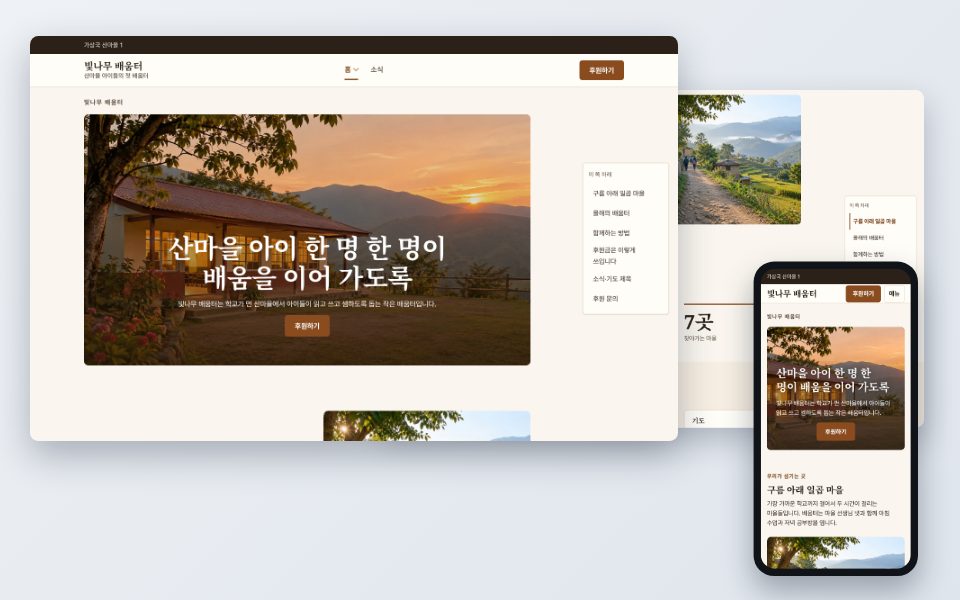 가상국 산마을 1
빛나무 배움터
산마을 아이들의 첫 배움터
홈
소식
후원하기
빛나무 배움터
산마을 아이 한 명 한 명이
배움을 이어 가도록
빛나무 배움터는 학교가 먼 산마을에서 아이들이 읽고 쓰고 셈하도록 돕는 작은 배움터입니다.
후원하기
이 쪽 차례
구름 아래 일곱 마을
올해의 배움터
함께하는 방법
후원금은 이렇게
쓰입니다
소식·기도 제목
후원 문의
이 쪽 차례
구름 아래 일곱 마을
올해의 배움터
함께하는 방법
7곳
찾아가는 마을
기도
가상국 산마을 1
빛나무 배움터
후원하기
메뉴
빛나무 배움터
산마을 아이 한 명 한
명이 배움을 이어 가도록
빛나무 배움터는 학교가 먼 산마을에서 아이들이
읽고 쓰고 셈하도록 돕는 작은 배움터입니다.
후원하기
우리가 섬기는 곳
구름 아래 일곱 마을
가장 가까운 학교까지 걸어서 두 시간이 걸리는
마을들입니다. 배움터는 마을 선생님 넷과 함께 아침
수업과 저녁 공부방을 엽니다.